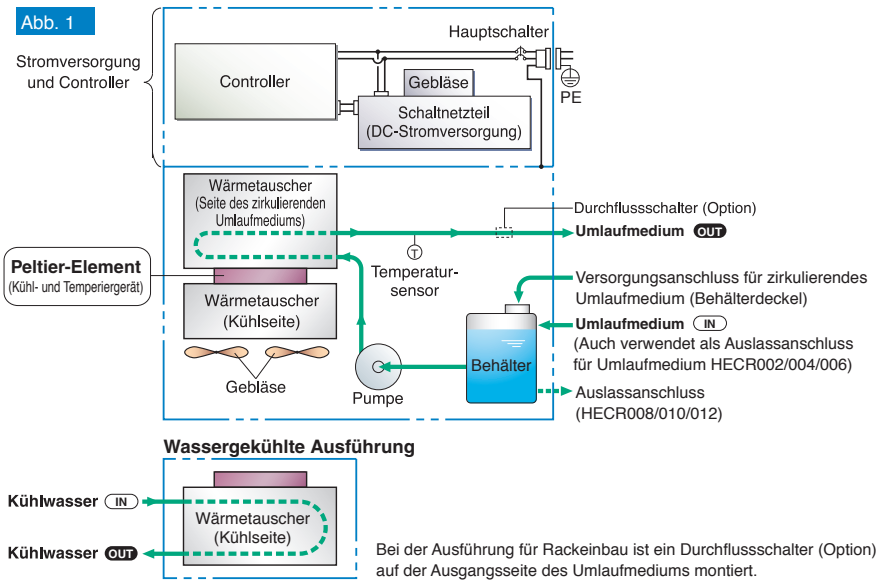 Abb. 1
Stromversorgung
und Controller
Hauptschalter
Controller
Gebläse
PE
Schaltnetzteil
(DC-Stromversorgung)
Wärmetauscher
(Seite des zirkulierenden
Umlaufmediums)
Durchflussschalter (Option)
Umlaufmedium OUT
T
Temperatur-
sensor
Peltier-Element
(Kühl- und Temperiergerät)
Wärmetauscher
(Kühlseite)
Gebläse
Pumpe
Behälter
Versorgungsanschluss für zirkulierendes
Umlaufmedium (Behälterdeckel)
Umlaufmedium IN
(Auch verwendet als Auslassanschluss
für Umlaufmedium HECR002/004/006)
Auslassanschluss
(HECR008/010/012)
Wassergekühlte Ausführung
Kühlwasser IN
Wärmetauscher
(Kühlseite)
Kühlwasser OUT
Bei der Ausführung für Rackeinbau ist ein Durchflussschalter (Option)
auf der Ausgangsseite des Umlaufmediums montiert.